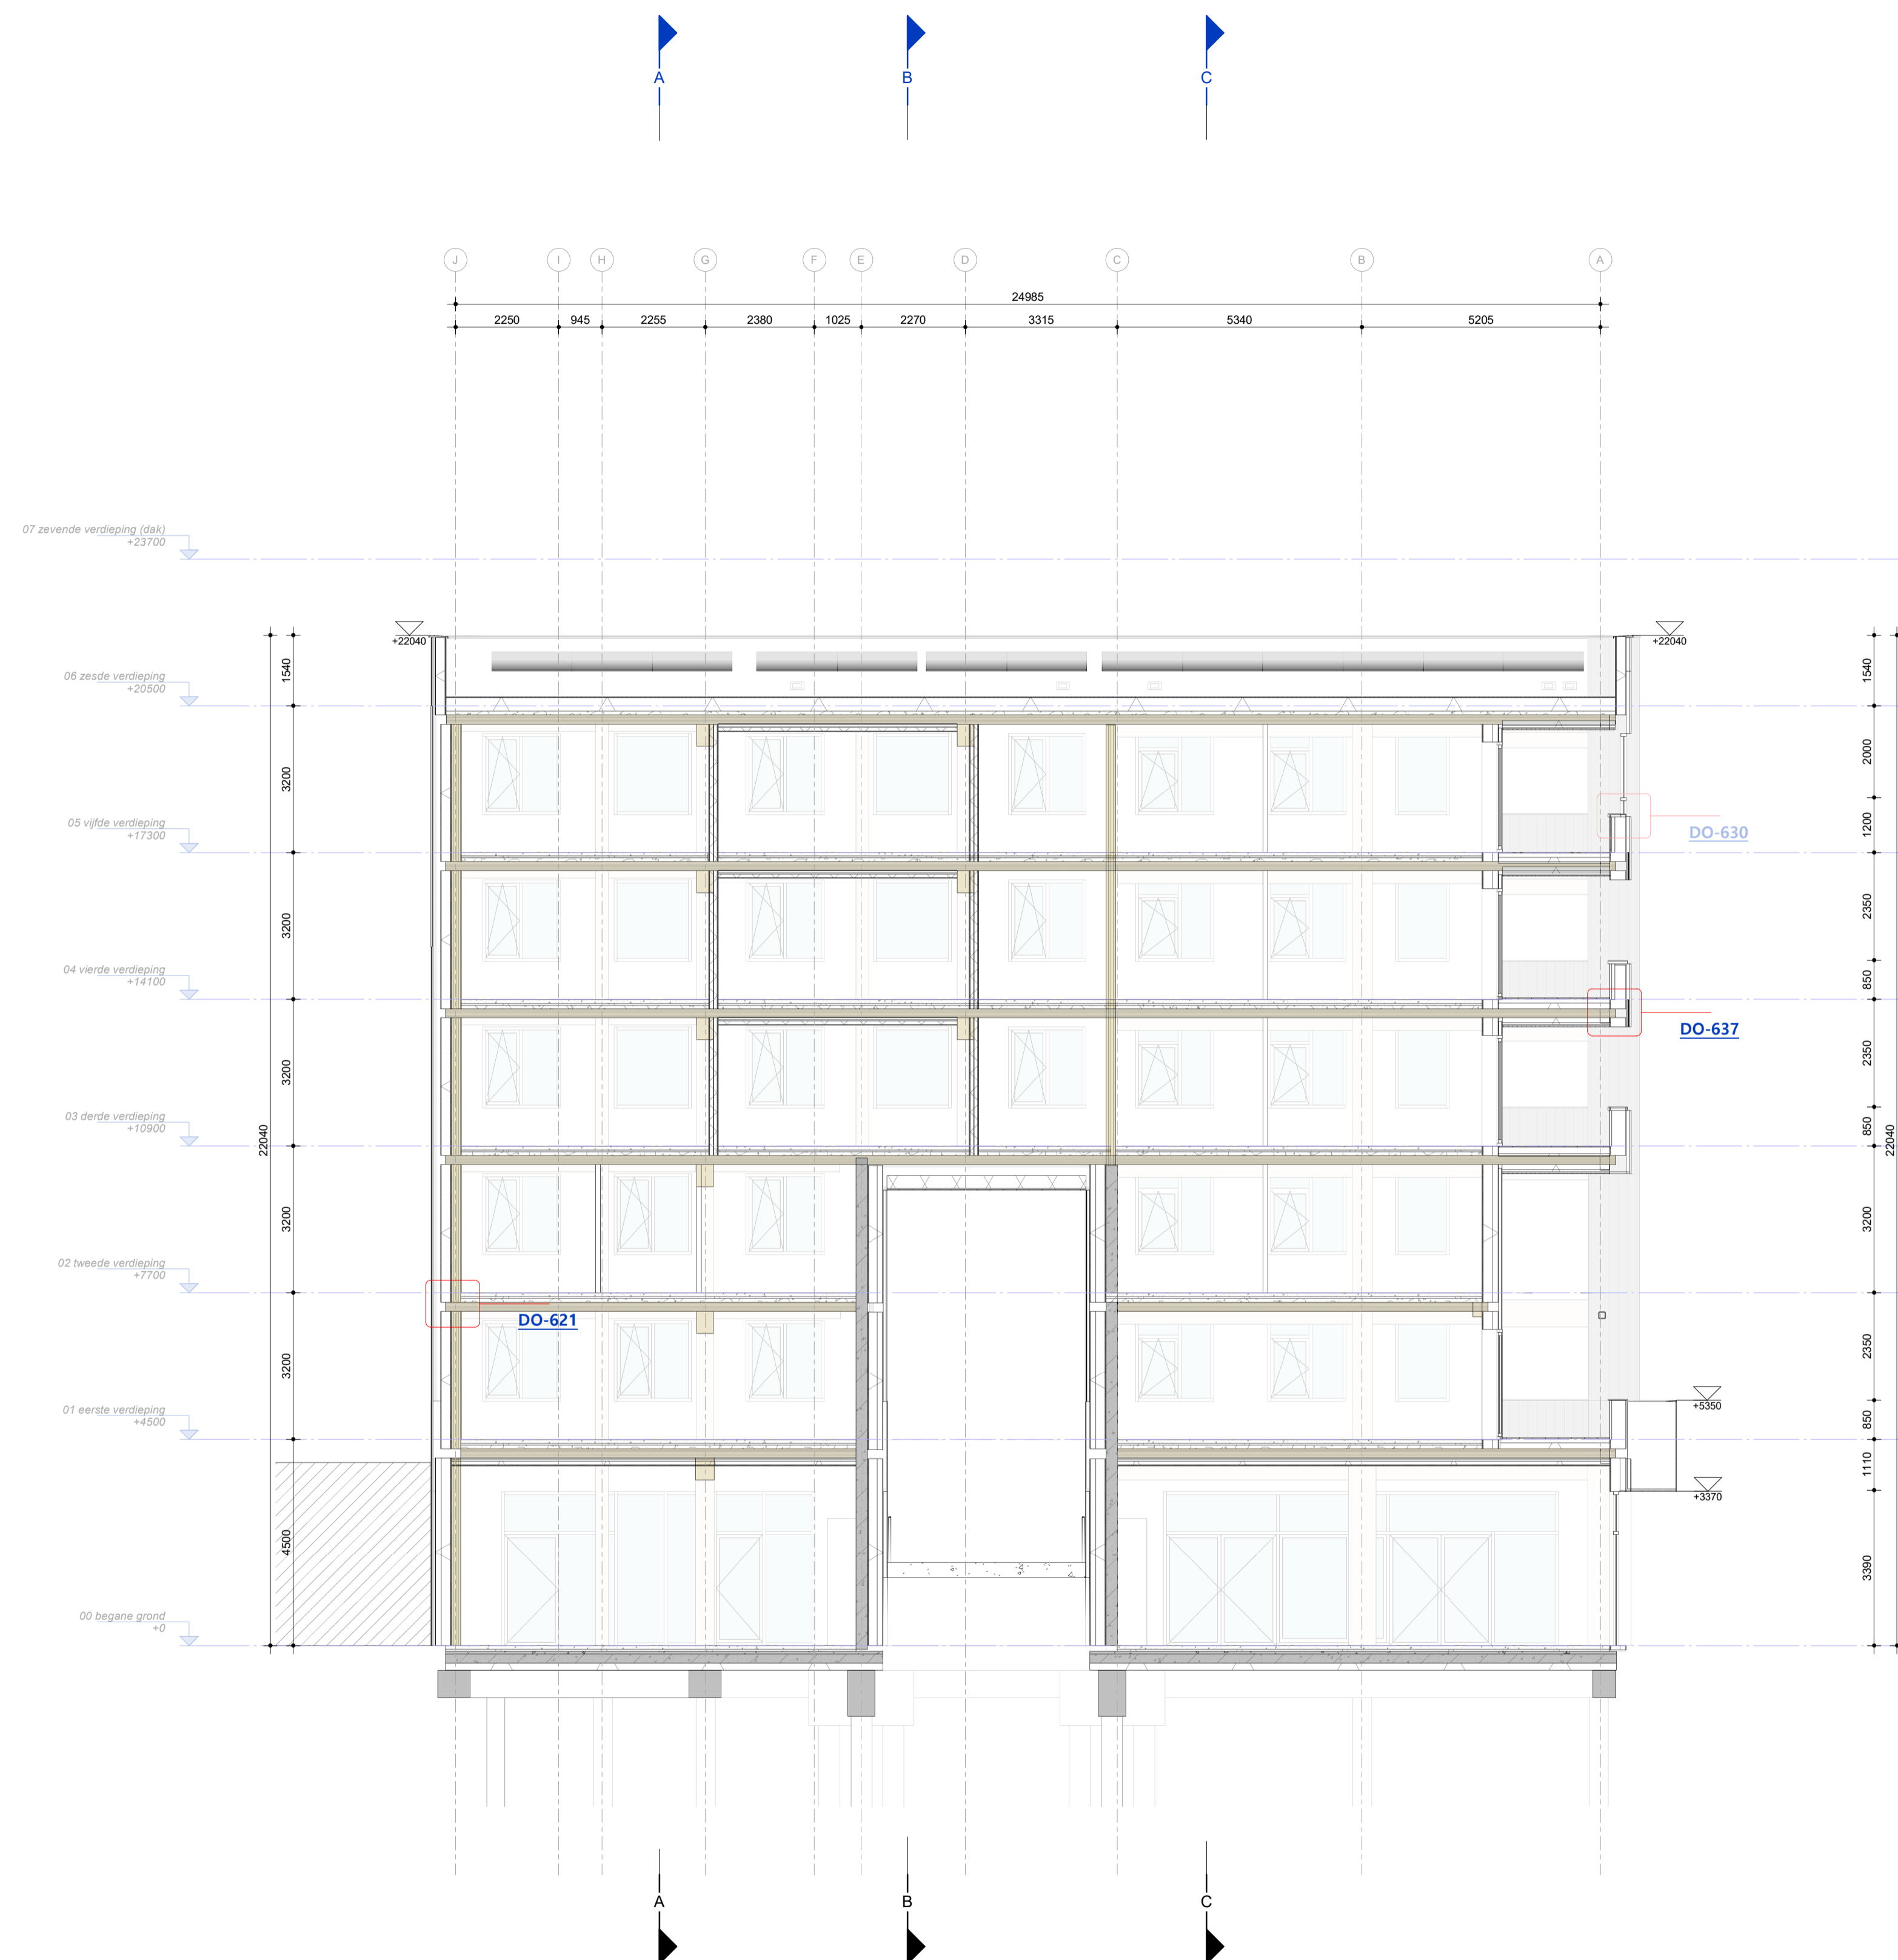 A B C
J I H G F E D C B A
24985
2250 945 2255 2380 1025 2270 3315 5340 5205
07 zevende verdieping (dak)
+23700
+22040 +22040
1540 1540
06 zesde verdieping
+20500
3200 2000
05 vijfde verdieping
+17300
1200
DO-630
3200 2350
04 vierde verdieping
+14100
850
DO-637
3200 2350
03 derde verdieping
+10900
850
22040 22040
3200 3200
02 tweede verdieping
+7700
DO-621
3200 2350
01 eerste verdieping
+4500
+5350
850
1110
+3370
4500 3390
00 begane grond
+0
A B C